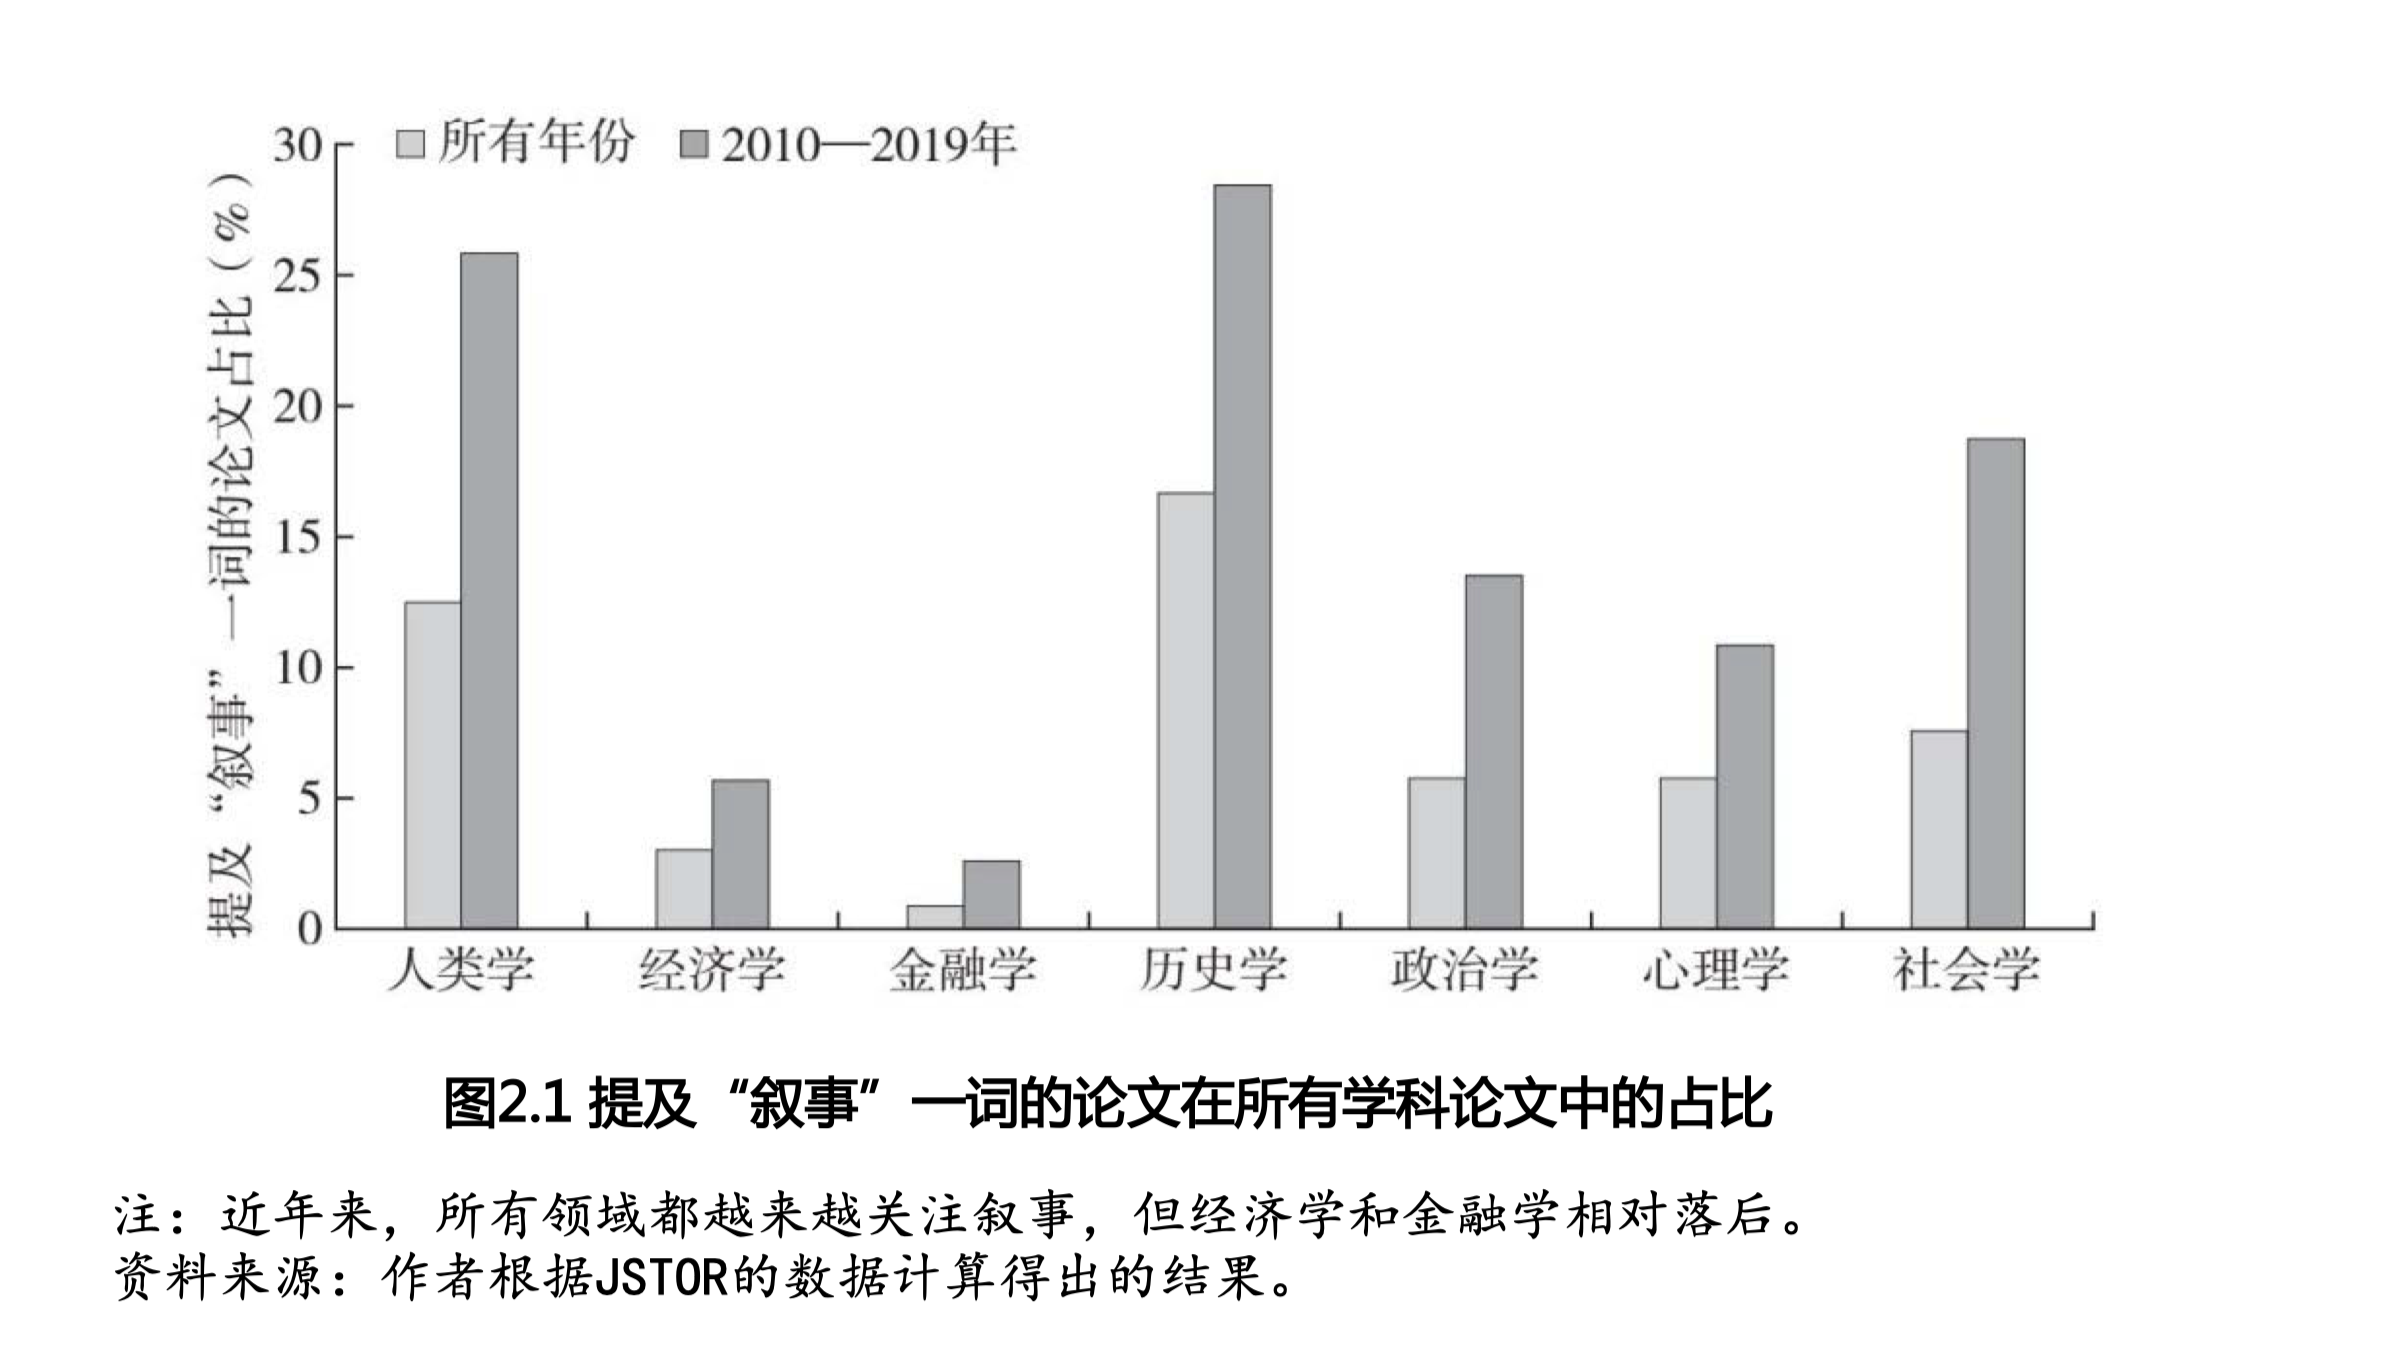 30
所有年份
2010—2019年
提及“叙事”一词的论文占比（%）
25
20
15
10
5
0
人类学 经济学 金融学 历史学 政治学 心理学 社会学
图2.1 提及“叙事”一词的论文在所有学科论文中的占比
注：近年来，所有领域都越来越关注叙事，但经济学和金融学相对落后。
资料来源：作者根据JSTOR的数据计算得出的结果。